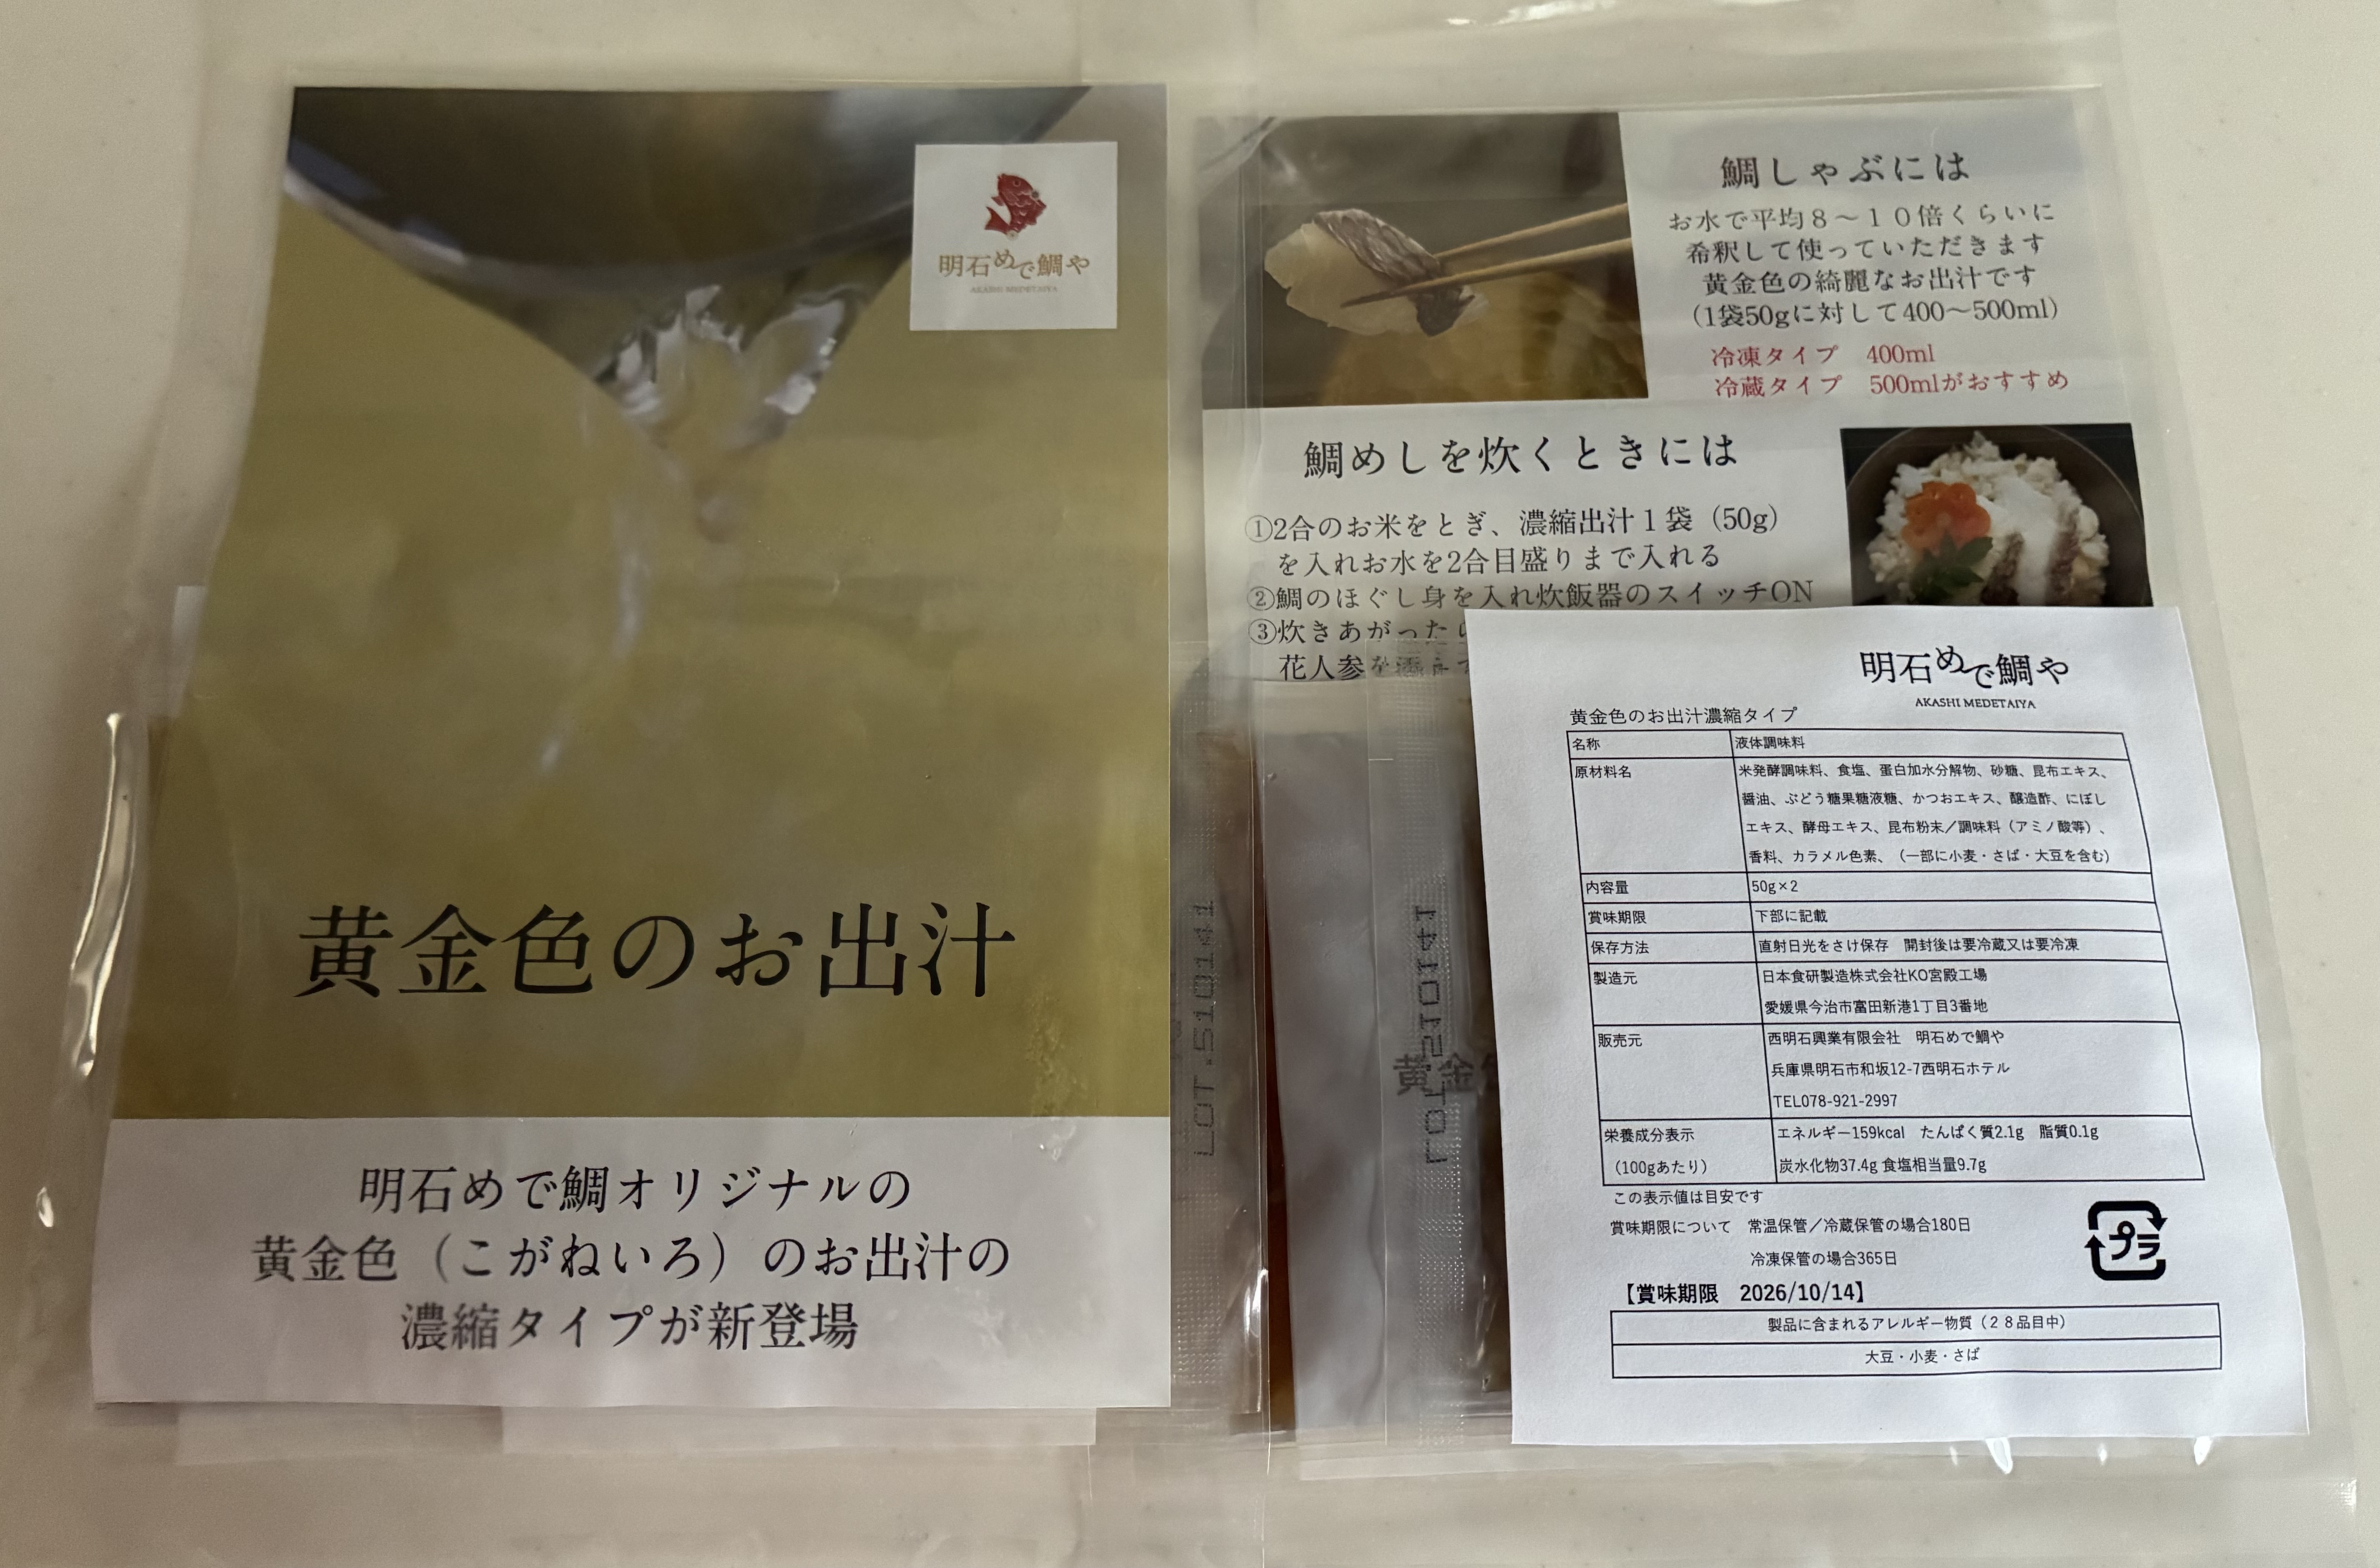 明石めで鯛や
AKASHI MEDETAIYA
黄金色のお出汁
明石めで鯛オリジナルの
黄金色（こがねいろ）のお出汁の
濃縮タイプが新登場
鯛しゃぶには
お水で平均８～１０倍くらいに
希釈して使っていただきます
黄金色の綺麗なお出汁です
（1袋50gに対して400～500ml）
冷凍タイプ　400ml
冷蔵タイプ　500mlがおすすめ
鯛めしを炊くときには
①2合のお米をとぎ、濃縮出汁１袋（50g）
を入れお水を2合目盛りまで入れる
②鯛のほぐし身を入れ炊飯器のスイッチON
③炊きあがった
花人参を
LOT.5101441
LOT.5101441
黄金
明石めで鯛や
AKASHI MEDETAIYA
黄金色のお出汁濃縮タイプ
名称　液体調味料
原材料名　米発酵調味料、食塩、蛋白加水分解物、砂糖、昆布エキス、
醤油、ぶどう糖果糖液糖、かつおエキス、醸造酢、にぼし
エキス、酵母エキス、昆布粉末／調味料（アミノ酸等）、
香料、カラメル色素、（一部に小麦・さば・大豆を含む）
内容量　50g×2
賞味期限　下部に記載
保存方法　直射日光をさけ保存　開封後は要冷蔵又は要冷凍
製造元　日本食研製造株式会社KO宮殿工場
愛媛県今治市富田新港1丁目3番地
販売元　西明石興業有限会社　明石めで鯛や
兵庫県明石市和坂12-7西明石ホテル
TEL078-921-2997
栄養成分表示　エネルギー159kcal　たんぱく質2.1g　脂質0.1g
（100gあたり）　炭水化物37.4g 食塩相当量9.7g
この表示値は目安です
賞味期限について　常温保管／冷蔵保管の場合180日
冷凍保管の場合365日
プラ
【賞味期限　2026/10/14】
製品に含まれるアレルギー物質（２８品目中）
大豆・小麦・さば